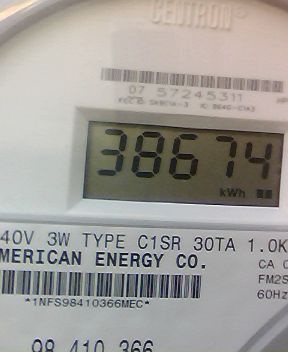 CENTRON®
07 57245311
38674
kWh
40V 3W TYPE C1SR 30TA 1.0K
MERICAN ENERGY CO.
CA 0
FM2S
60Hz
*1NFS98410366MEC*
98 410 366